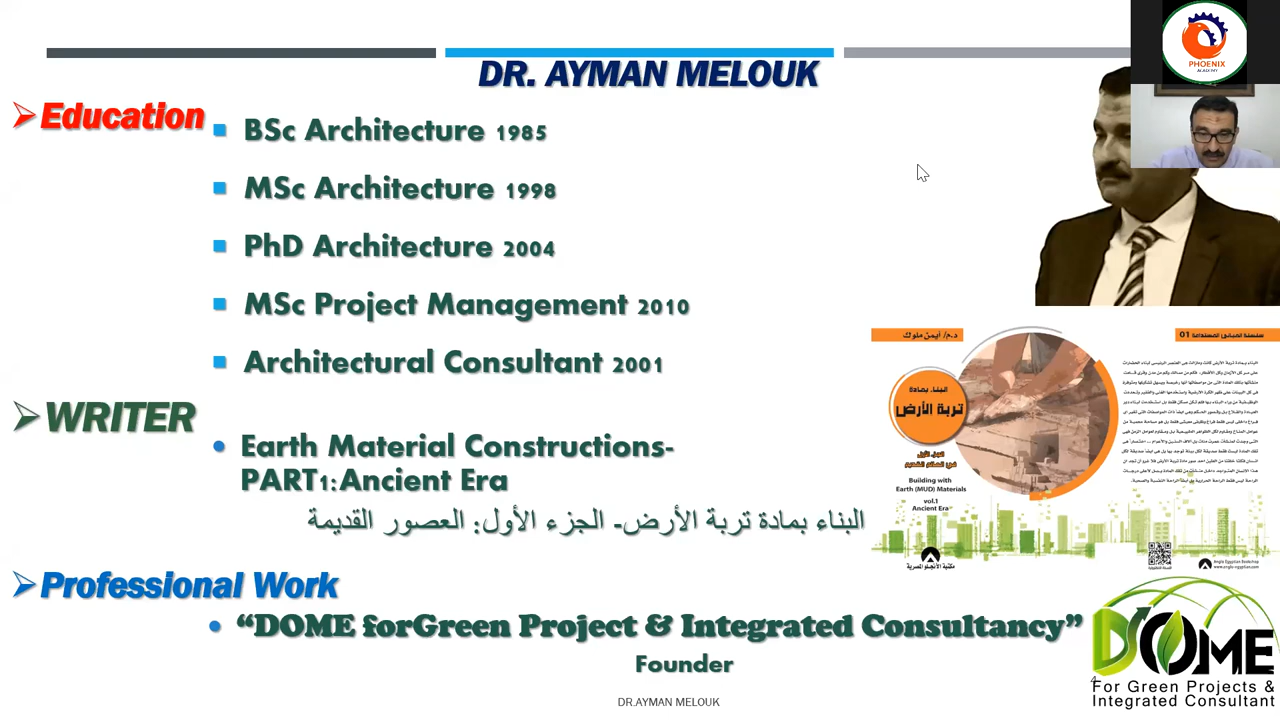 DR. AYMAN MELOUK
PHOENIX
ACADEMY
Education
BSc Architecture 1985
MSc Architecture 1998
PhD Architecture 2004
MSc Project Management 2010
Architectural Consultant 2001
WRITER
Earth Material Constructions-
PART1:Ancient Era
البناء بمادة تربة الأرض- الجزء الأول: العصور القديمة
د.م/ أيمن ملوك
سلسلة المباني المستدامة 01
البناء بمادة
تربة الأرض
الجزء الأول
Building with
Earth (MUD) Materials
vol.1
Ancient Era
مكتبة الأنجلو المصرية
Anglo Egyptian Bookshop
www.anglo-egyptian.com
Professional Work
“DOME forGreen Project & Integrated Consultancy”
Founder
DOME
For Green Projects &
Integrated Consultant
DR.AYMAN MELOUK